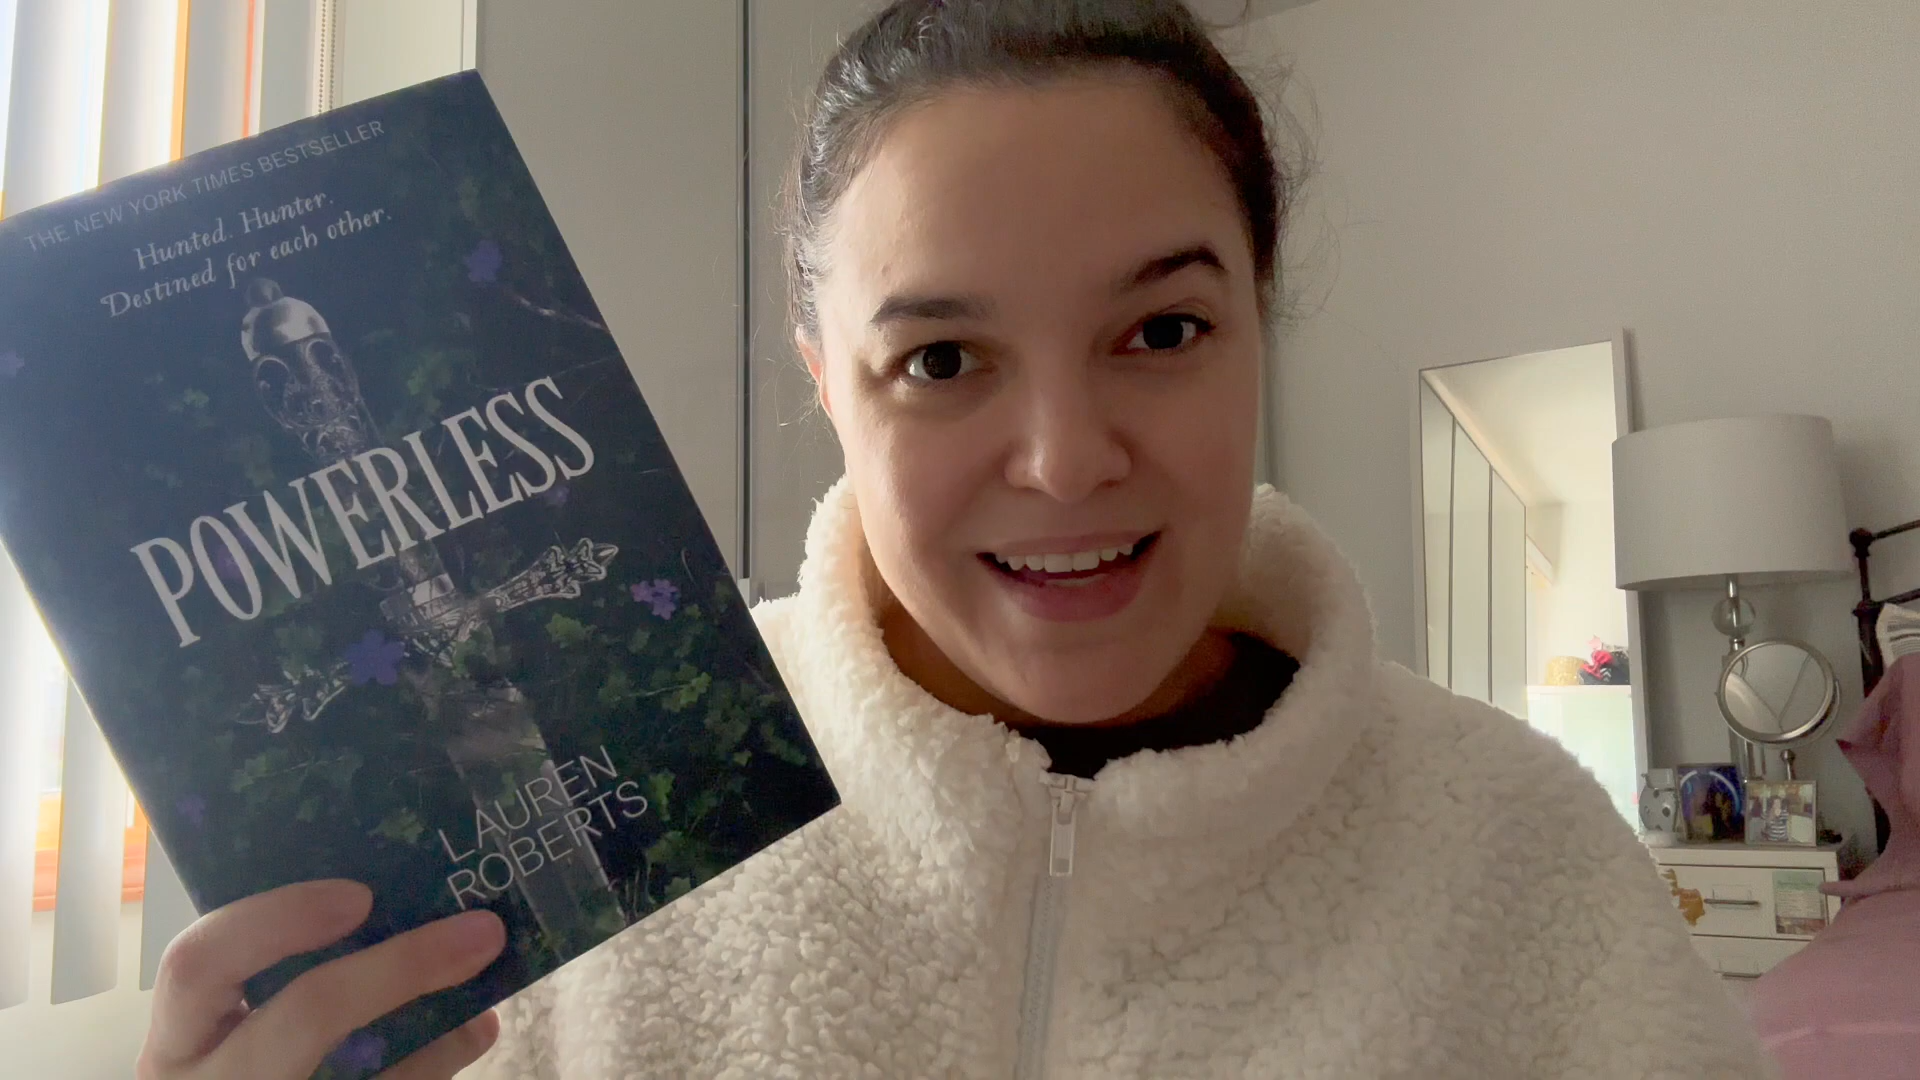 THE NEW YORK TIMES BESTSELLER
Hunted. Hunter.
Destined for each other.
POWERLESS
LAUREN
ROBERTS